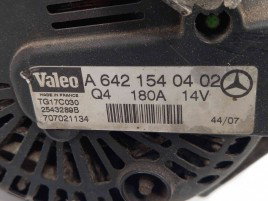 Valeo A 642 154 04 02
MADE IN FRANCE Q4 180A 14V
TG17C030
2543289B
707021134 44/07